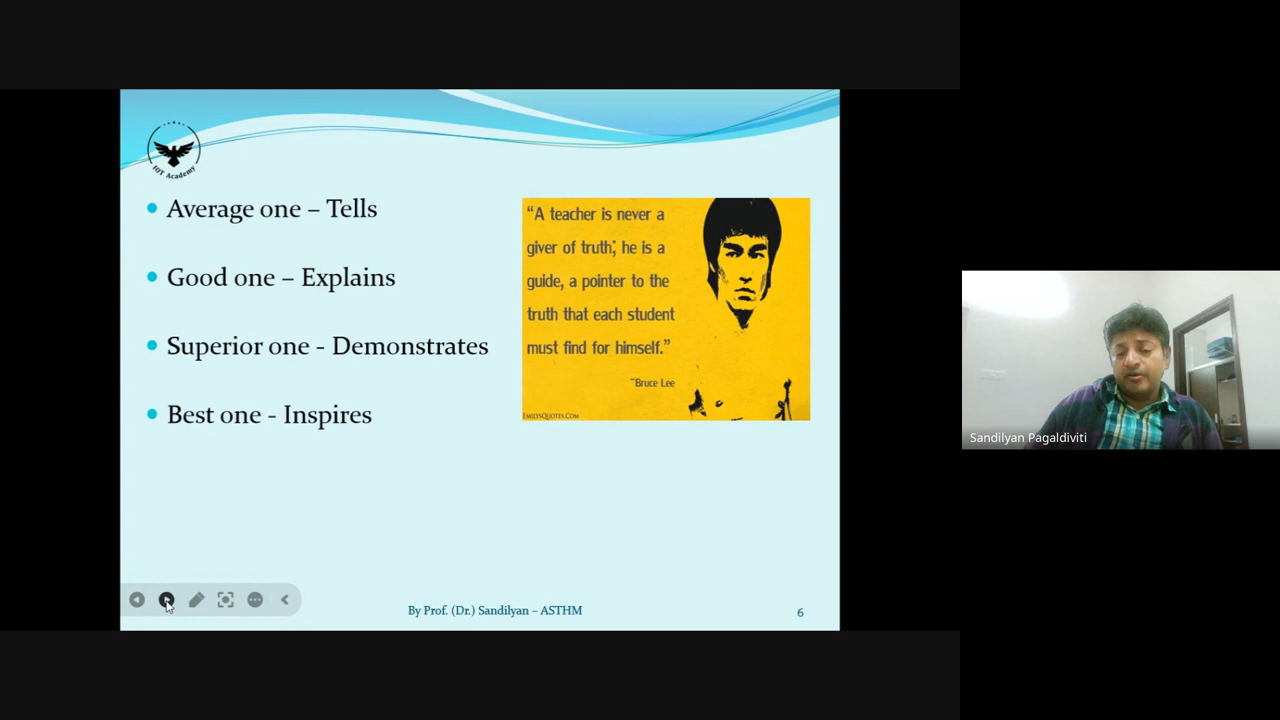 IOT Academy
Average one – Tells
Good one – Explains
Superior one - Demonstrates
Best one - Inspires
“A teacher is never a
giver of truth; he is a
guide, a pointer to the
truth that each student
must find for himself.”
~Bruce Lee
EmilysQuotes.Com
By Prof. (Dr.) Sandilyan – ASTHM
6
Sandilyan Pagaldiviti